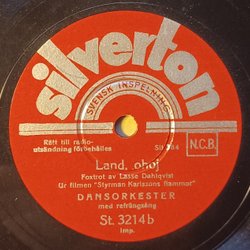 silverton
SVENSK INSPELNING
Rätt till radio-
utsändning förbehålles
N.C.B.
Land, ohoj
Foxtrot av Lasse Dahlqvist
Ur filmen "Styrman Karlssons flammor"
DANSORKESTER
med refrängsång
St. 3214b
Imp.